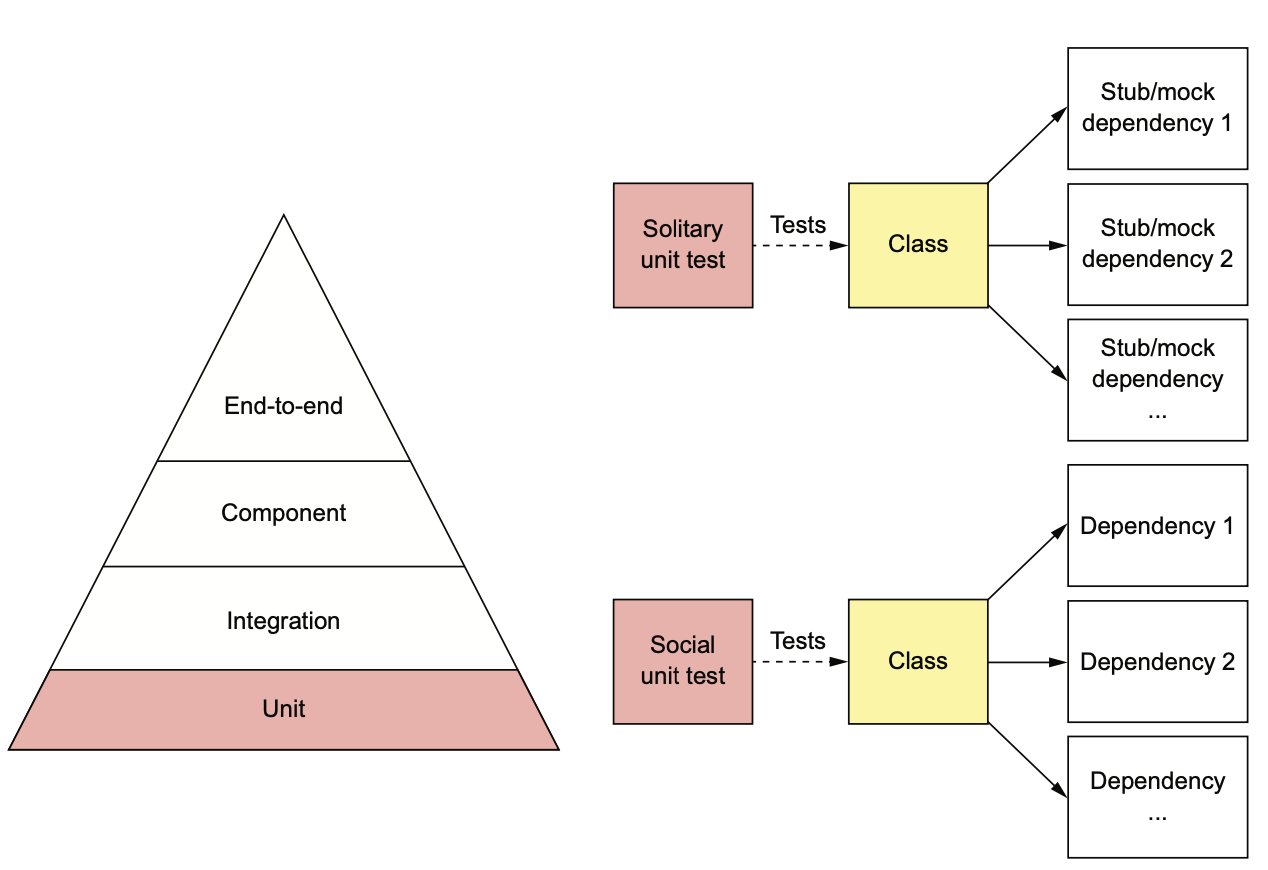 End-to-end
Component
Integration
Unit
Solitary
unit test
Tests
Class
Stub/mock
dependency 1
Stub/mock
dependency 2
Stub/mock
dependency
...
Social
unit test
Tests
Class
Dependency 1
Dependency 2
Dependency
...